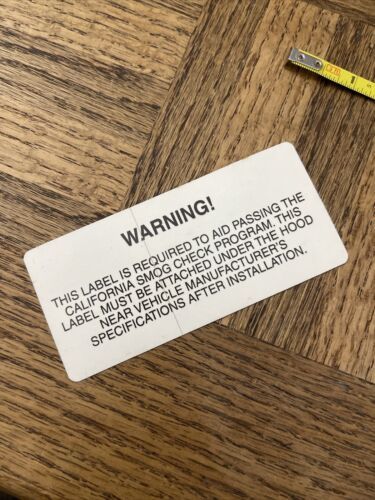 WARNING!
THIS LABEL IS REQUIRED TO AID PASSING THE
CALIFORNIA SMOG CHECK PROGRAM. THIS
LABEL MUST BE ATTACHED UNDER THE HOOD
NEAR VEHICLE MANUFACTURER'S
SPECIFICATIONS AFTER INSTALLATION.
1